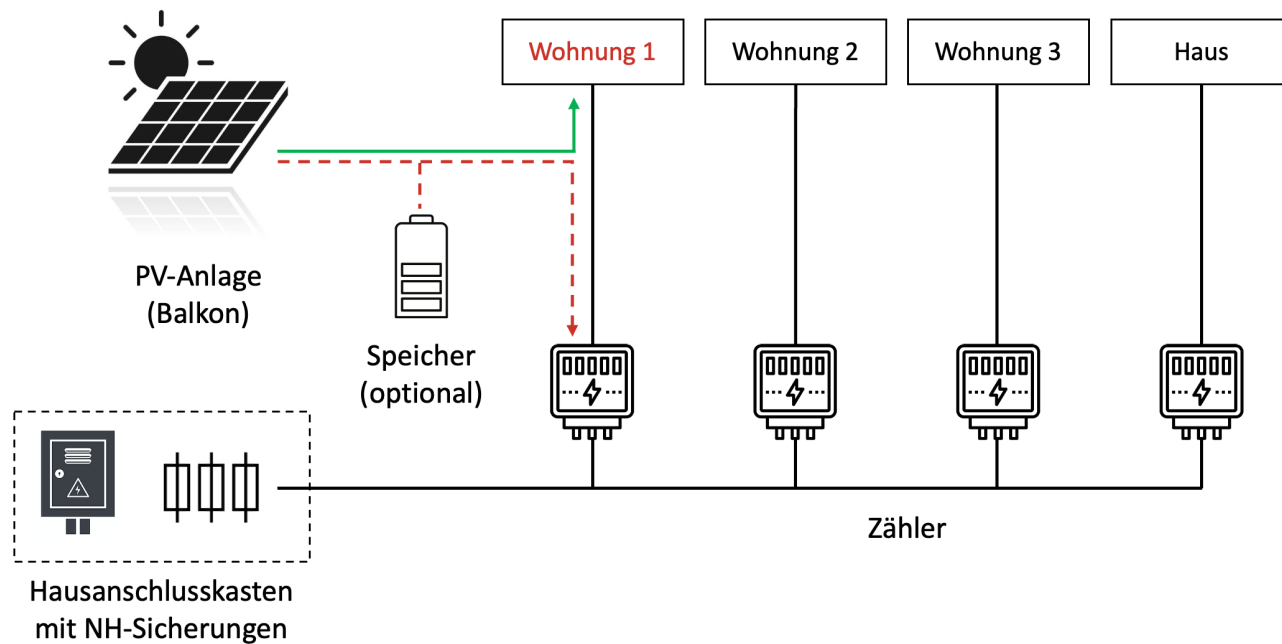 Wohnung 1
Wohnung 2
Wohnung 3
Haus
PV-Anlage
(Balkon)
Speicher
(optional)
Zähler
Hausanschlusskasten
mit NH-Sicherungen